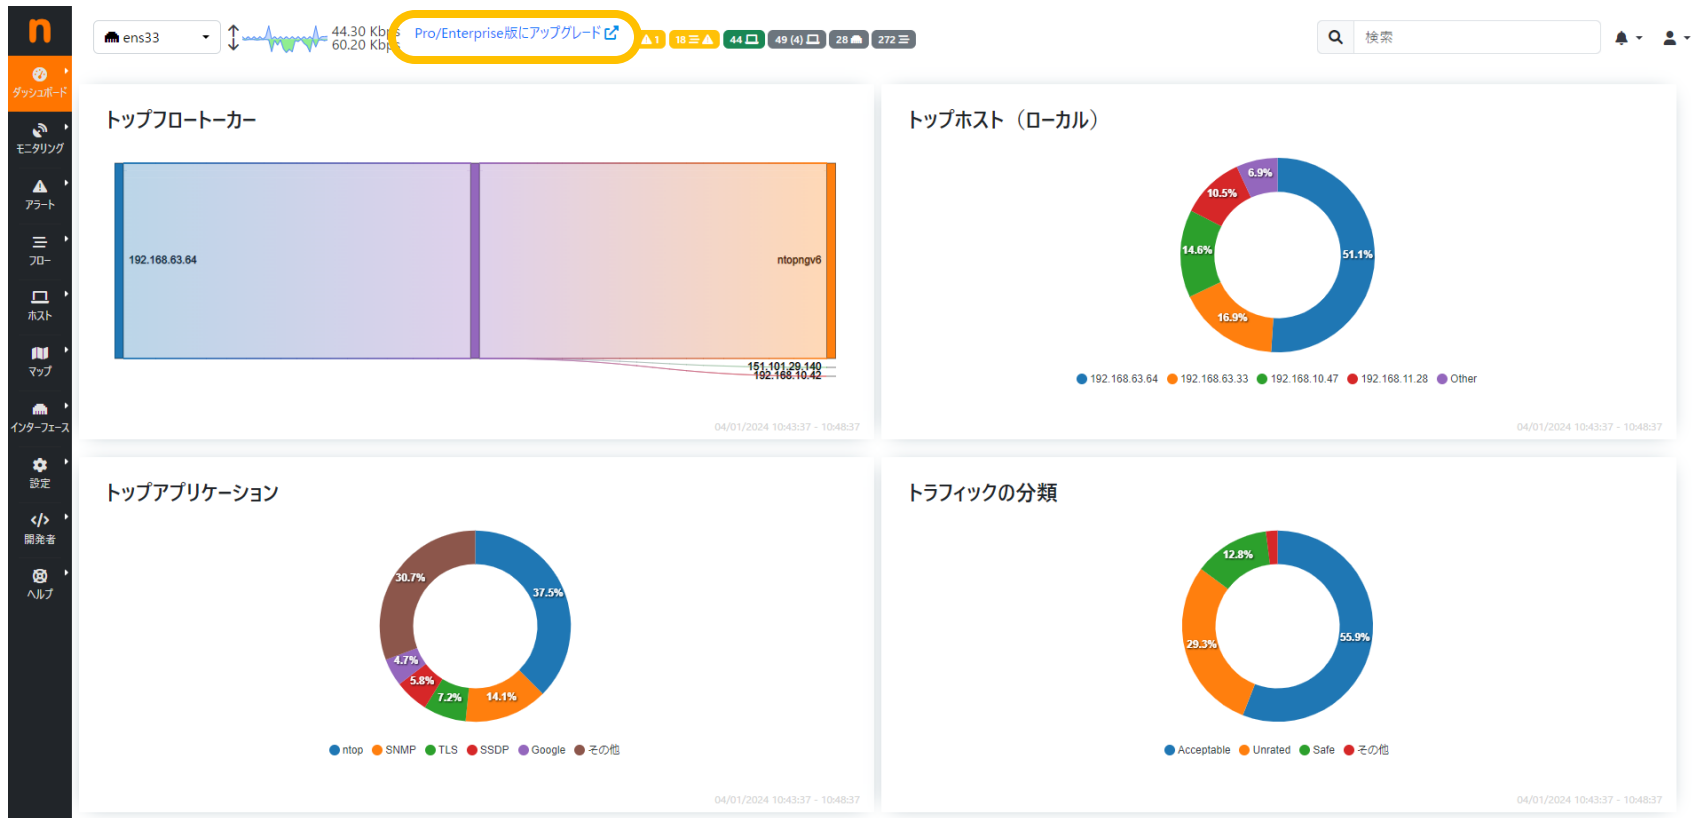 n
ens33
44.30 Kbps
60.20 Kbps
Pro/Enterprise版にアップグレード
1
18
44
49 (4)
28
272
検索
ダッシュボード
モニタリング
アラート
フロー
ホスト
マップ
インターフェース
設定
開発者
ヘルプ
トップフロートーカー
192.168.63.64
ntopngv6
151.101.29.140
192.168.10.42
04/01/2024 10:43:37 - 10:48:37
トップホスト（ローカル）
6.9%
10.5%
14.6%
51.1%
16.9%
192.168.63.64 192.168.63.33 192.168.10.47 192.168.11.28 Other
04/01/2024 10:43:37 - 10:48:37
トップアプリケーション
30.7%
37.5%
4.7%
5.8%
7.2%
14.1%
ntop SNMP TLS SSDP Google その他
04/01/2024 10:43:37 - 10:48:37
トラフィックの分類
12.8%
29.3%
55.9%
Acceptable Unrated Safe その他
04/01/2024 10:43:37 - 10:48:37